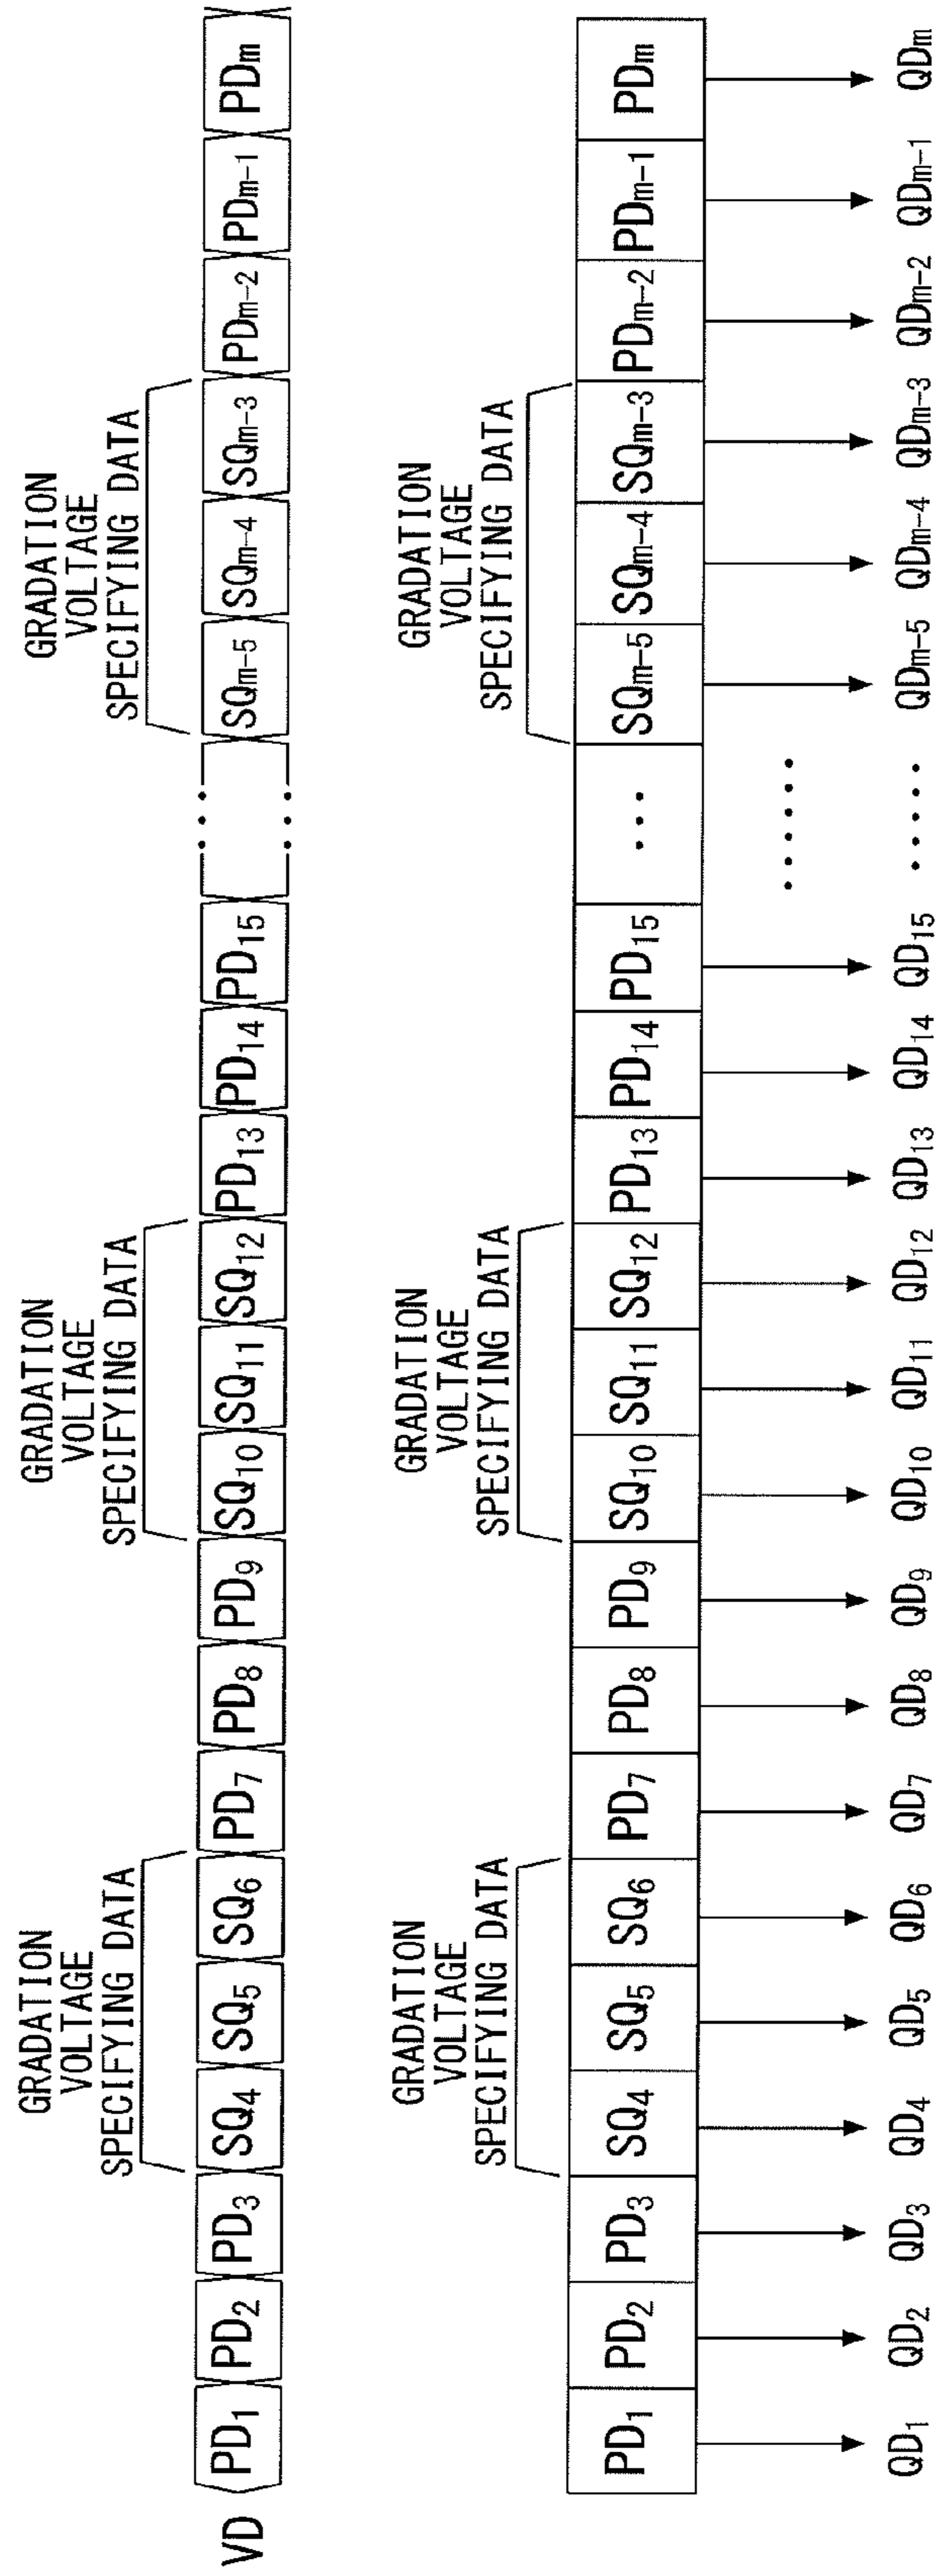 GRADATION
VOLTAGE
SPECIFYING DATA
GRADATION
VOLTAGE
SPECIFYING DATA
GRADATION
VOLTAGE
SPECIFYING DATA
VD PD1 PD2 PD3 SQ4 SQ5 SQ6 PD7 PD8 PD9 SQ10 SQ11 SQ12 PD13 PD14 PD15 ... SQm-5 SQm-4 SQm-3 PDm-2 PDm-1 PDm
GRADATION
VOLTAGE
SPECIFYING DATA
GRADATION
VOLTAGE
SPECIFYING DATA
GRADATION
VOLTAGE
SPECIFYING DATA
PD1 PD2 PD3 SQ4 SQ5 SQ6 PD7 PD8 PD9 SQ10 SQ11 SQ12 PD13 PD14 PD15 ... SQm-5 SQm-4 SQm-3 PDm-2 PDm-1 PDm
QD1 QD2 QD3 QD4 QD5 QD6 QD7 QD8 QD9 QD10 QD11 QD12 QD13 QD14 QD15 ..... QDm-5 QDm-4 QDm-3 QDm-2 QDm-1 QDm